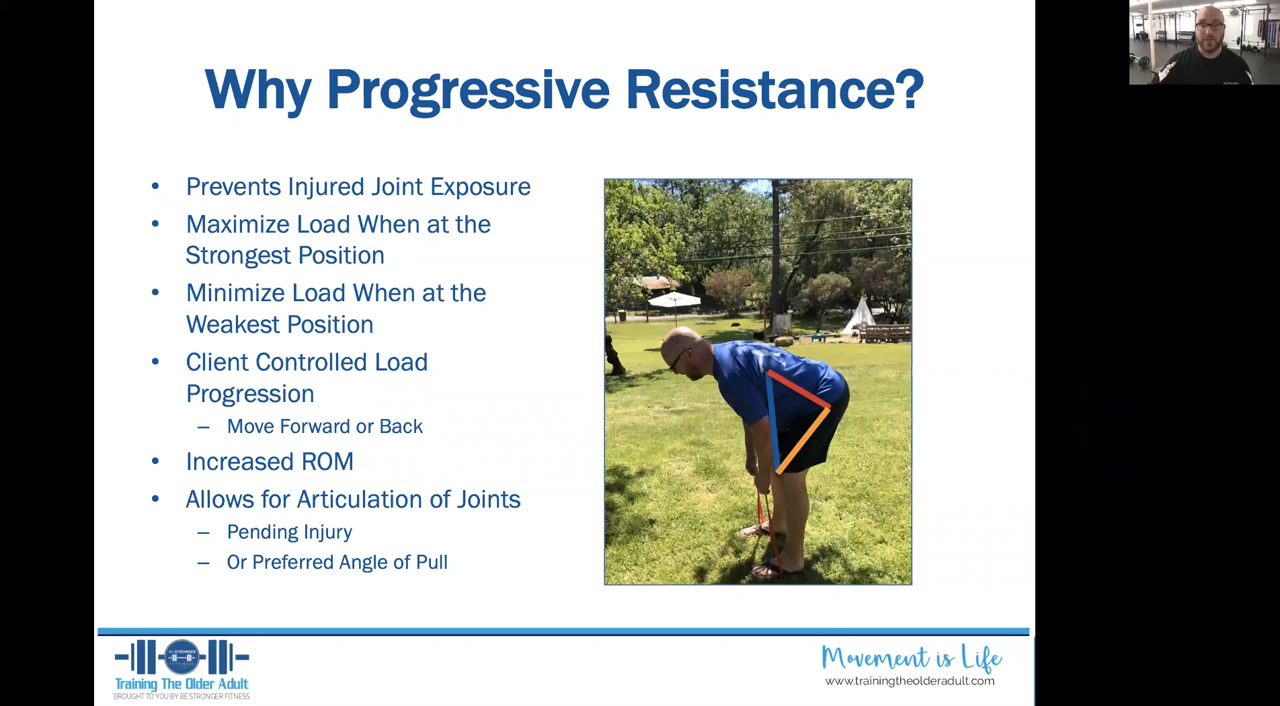 Why Progressive Resistance?
• Prevents Injured Joint Exposure
• Maximize Load When at the
Strongest Position
• Minimize Load When at the
Weakest Position
• Client Controlled Load
Progression
– Move Forward or Back
• Increased ROM
• Allows for Articulation of Joints
– Pending Injury
– Or Preferred Angle of Pull
Training The Older Adult
BROUGHT TO YOU BY BE STRONGER FITNESS
Movement is Life
www.trainingtheolderadult.com